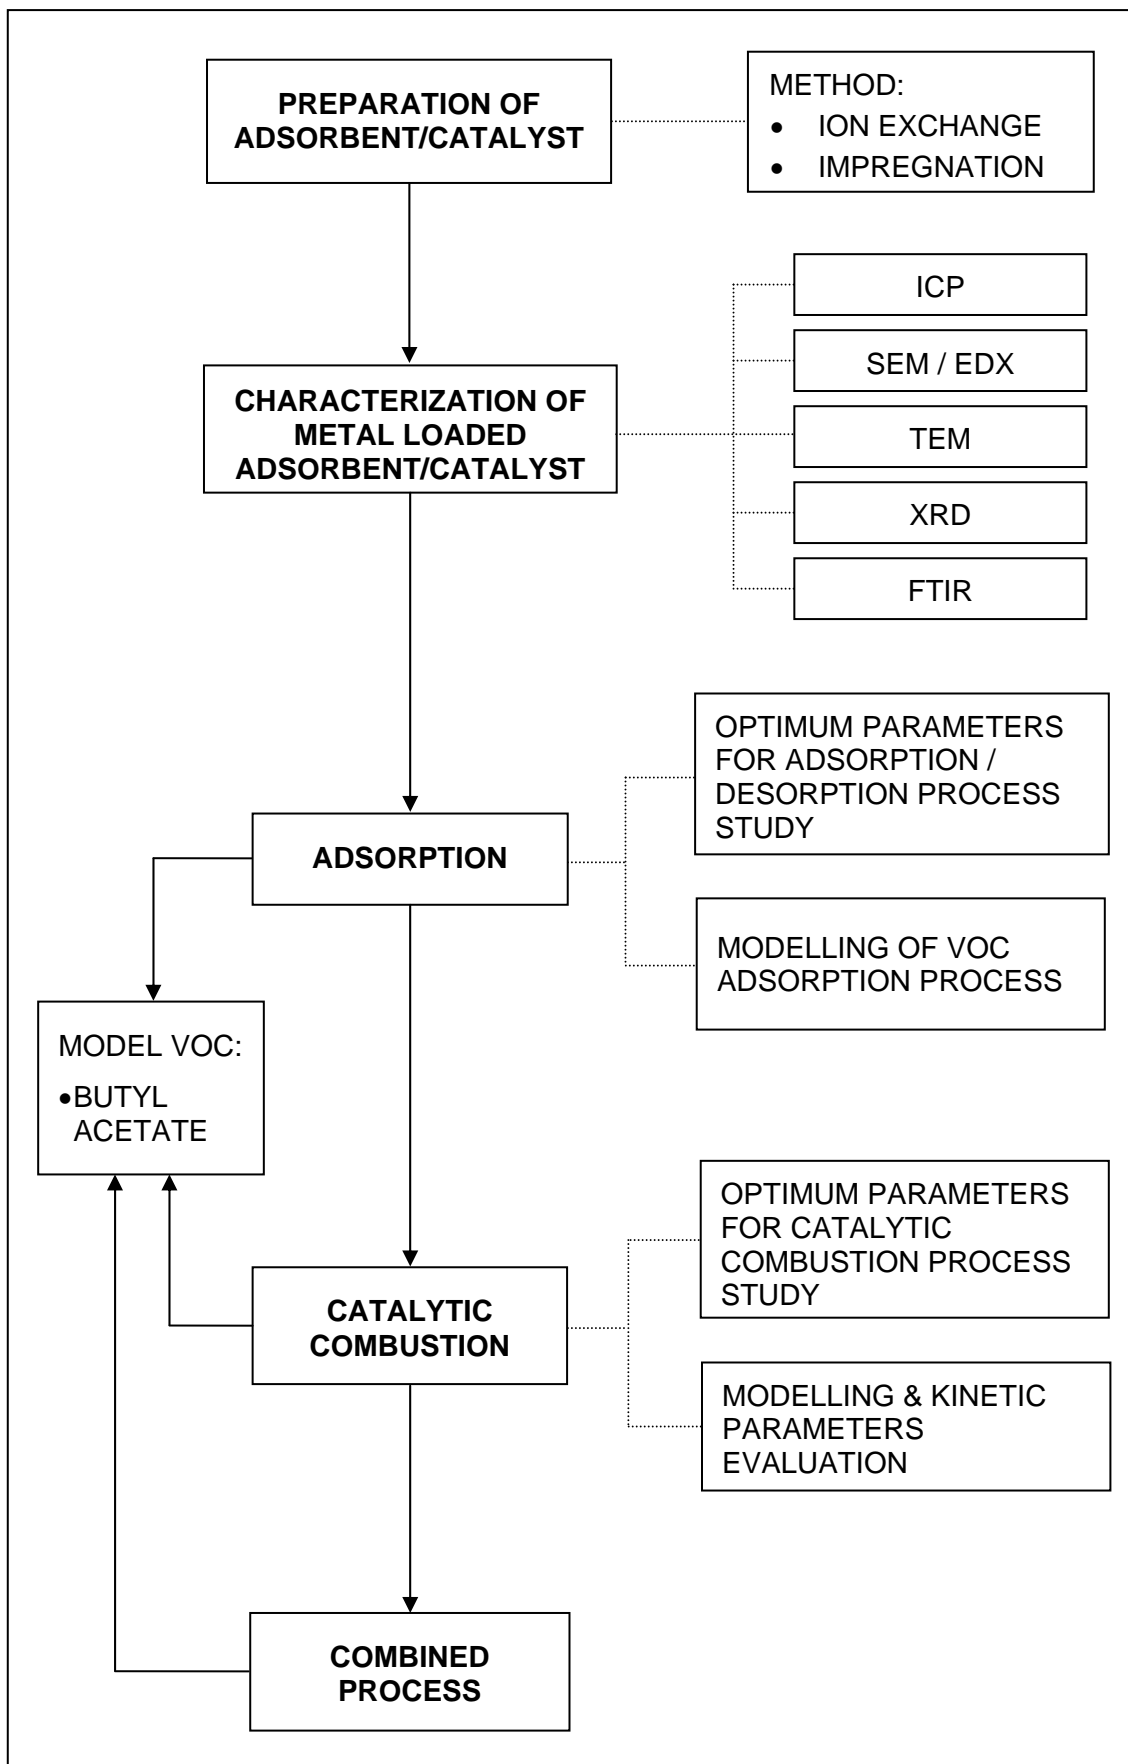 PREPARATION OF
ADSORBENT/CATALYST
METHOD:
• ION EXCHANGE
• IMPREGNATION
ICP
SEM / EDX
TEM
XRD
FTIR
CHARACTERIZATION OF
METAL LOADED
ADSORBENT/CATALYST
OPTIMUM PARAMETERS
FOR ADSORPTION /
DESORPTION PROCESS
STUDY
ADSORPTION
MODELLING OF VOC
ADSORPTION PROCESS
MODEL VOC:
•BUTYL
ACETATE
OPTIMUM PARAMETERS
FOR CATALYTIC
COMBUSTION PROCESS
STUDY
CATALYTIC
COMBUSTION
MODELLING & KINETIC
PARAMETERS
EVALUATION
COMBINED
PROCESS